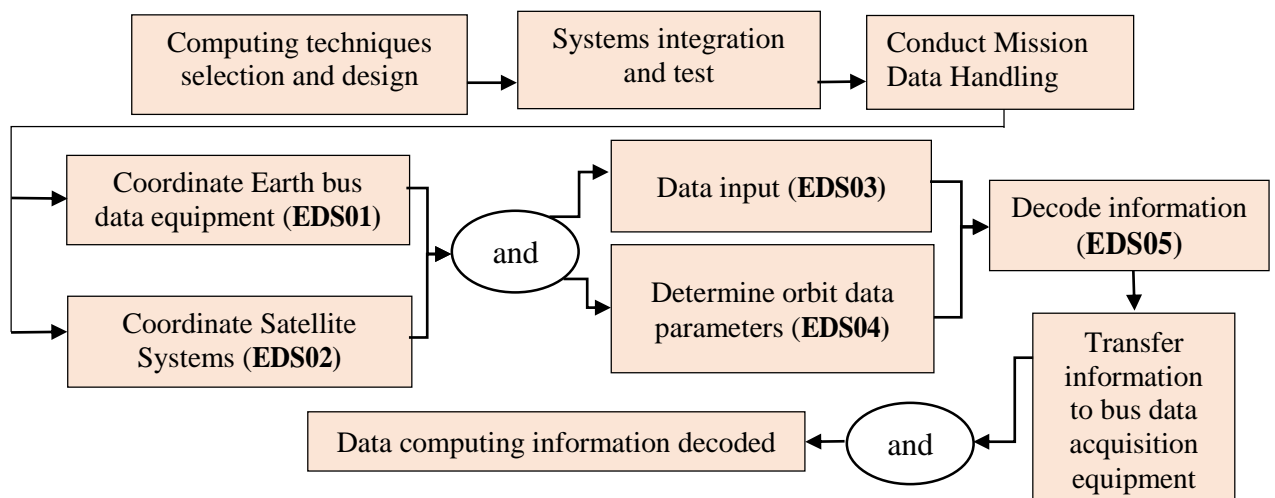 Computing techniques
selection and design
Systems integration
and test
Conduct Mission
Data Handling
Coordinate Earth bus
data equipment (EDS01)
Data input (EDS03)
Decode information
(EDS05)
and
Coordinate Satellite
Systems (EDS02)
Determine orbit data
parameters (EDS04)
Transfer
information
to bus data
acquisition
equipment
and
Data computing information decoded